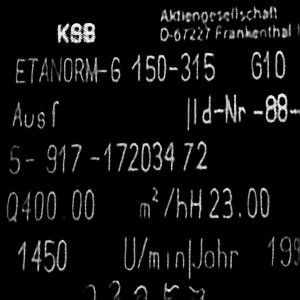 KSB Aktiengesellschaft
D-67227 Frankenthal
ETANORM-G 150-315 G10
Ausf Id-Nr -88-
5- 917 -17203472
Q400.00 m²/hH23.00
1450 U/min|Jahr 199